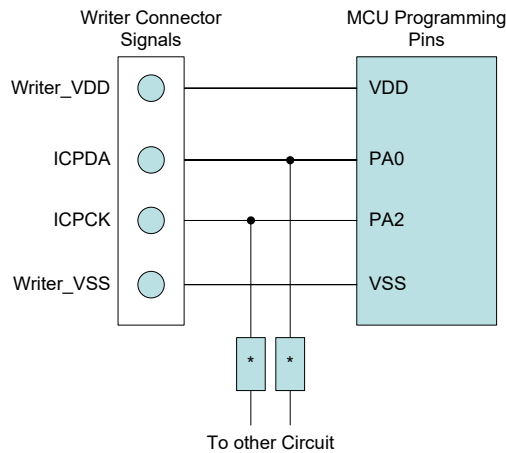 Writer Connector
Signals
MCU Programming
Pins
Writer_VDD
VDD
ICPDA
PA0
ICPCK
PA2
Writer_VSS
VSS
*
*
To other Circuit